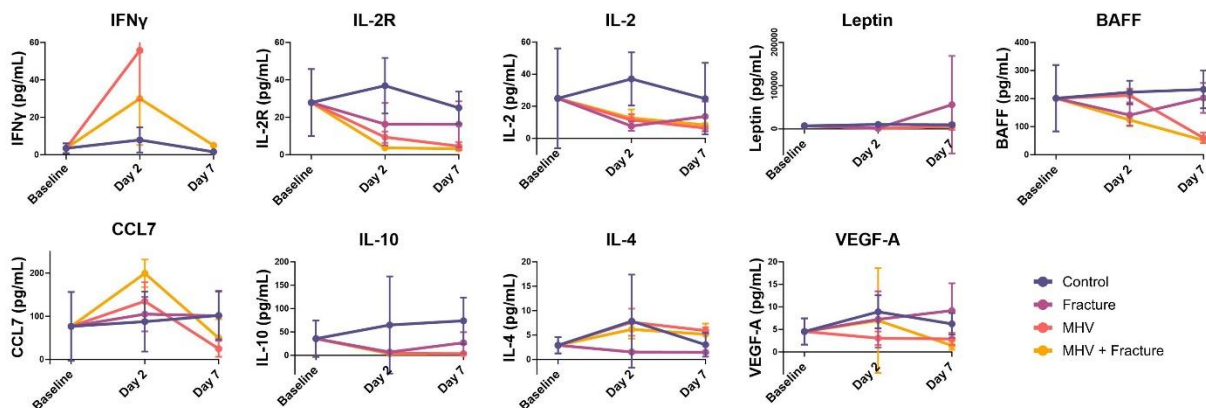 IFNγ
IFNγ (pg/mL)
60
40
20
0
Baseline
Day 2
Day 7
IL-2R
IL-2R (pg/mL)
60
40
20
0
Baseline
Day 2
Day 7
IL-2
IL-2 (pg/mL)
60
40
20
0
Baseline
Day 2
Day 7
Leptin
Leptin (pg/mL)
200000
100000
0
Baseline
Day 2
Day 7
BAFF
BAFF (pg/mL)
400
300
200
100
0
Baseline
Day 2
Day 7
CCL7
CCL7 (pg/mL)
200
100
0
Baseline
Day 2
Day 7
IL-10
IL-10 (pg/mL)
200
150
100
50
0
Baseline
Day 2
Day 7
IL-4
IL-4 (pg/mL)
20
15
10
5
0
Baseline
Day 2
Day 7
VEGF-A
VEGF-A (pg/mL)
20
15
10
5
0
Baseline
Day 2
Day 7
Control
Fracture
MHV
MHV + Fracture